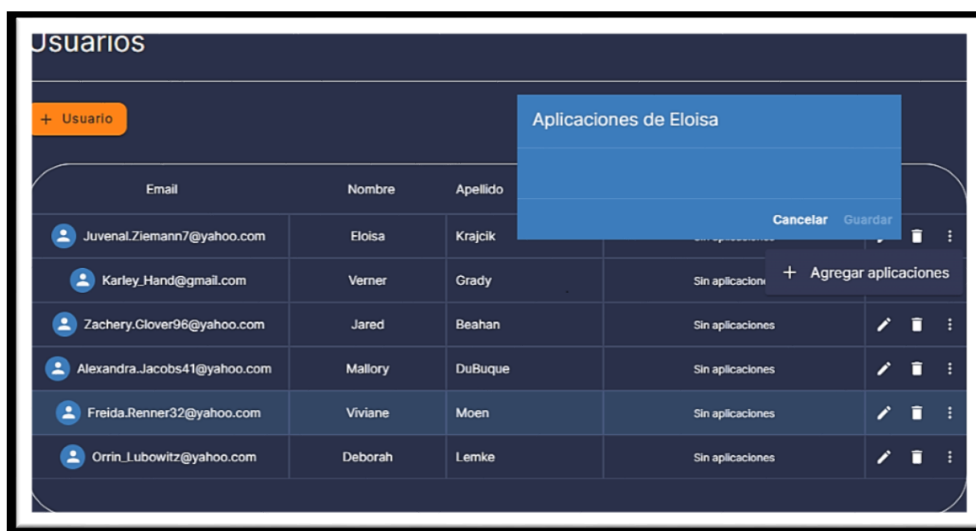 Usuarios
+ Usuario
Aplicaciones de Eloisa
Cancelar Guardar
Email Nombre Apellido
Juvenal.Ziemann7@yahoo.com Eloisa Krajcik
+ Agregar aplicaciones
Karley_Hand@gmail.com Verner Grady Sin
Zachery.Glover96@yahoo.com Jared Beahan Sin aplicaciones
Alexandra.Jacobs41@yahoo.com Mallory DuBuque Sin aplicaciones
Freida.Renner32@yahoo.com Viviane Moen Sin aplicaciones
Orrin_Lubowitz@yahoo.com Deborah Lemke Sin aplicaciones